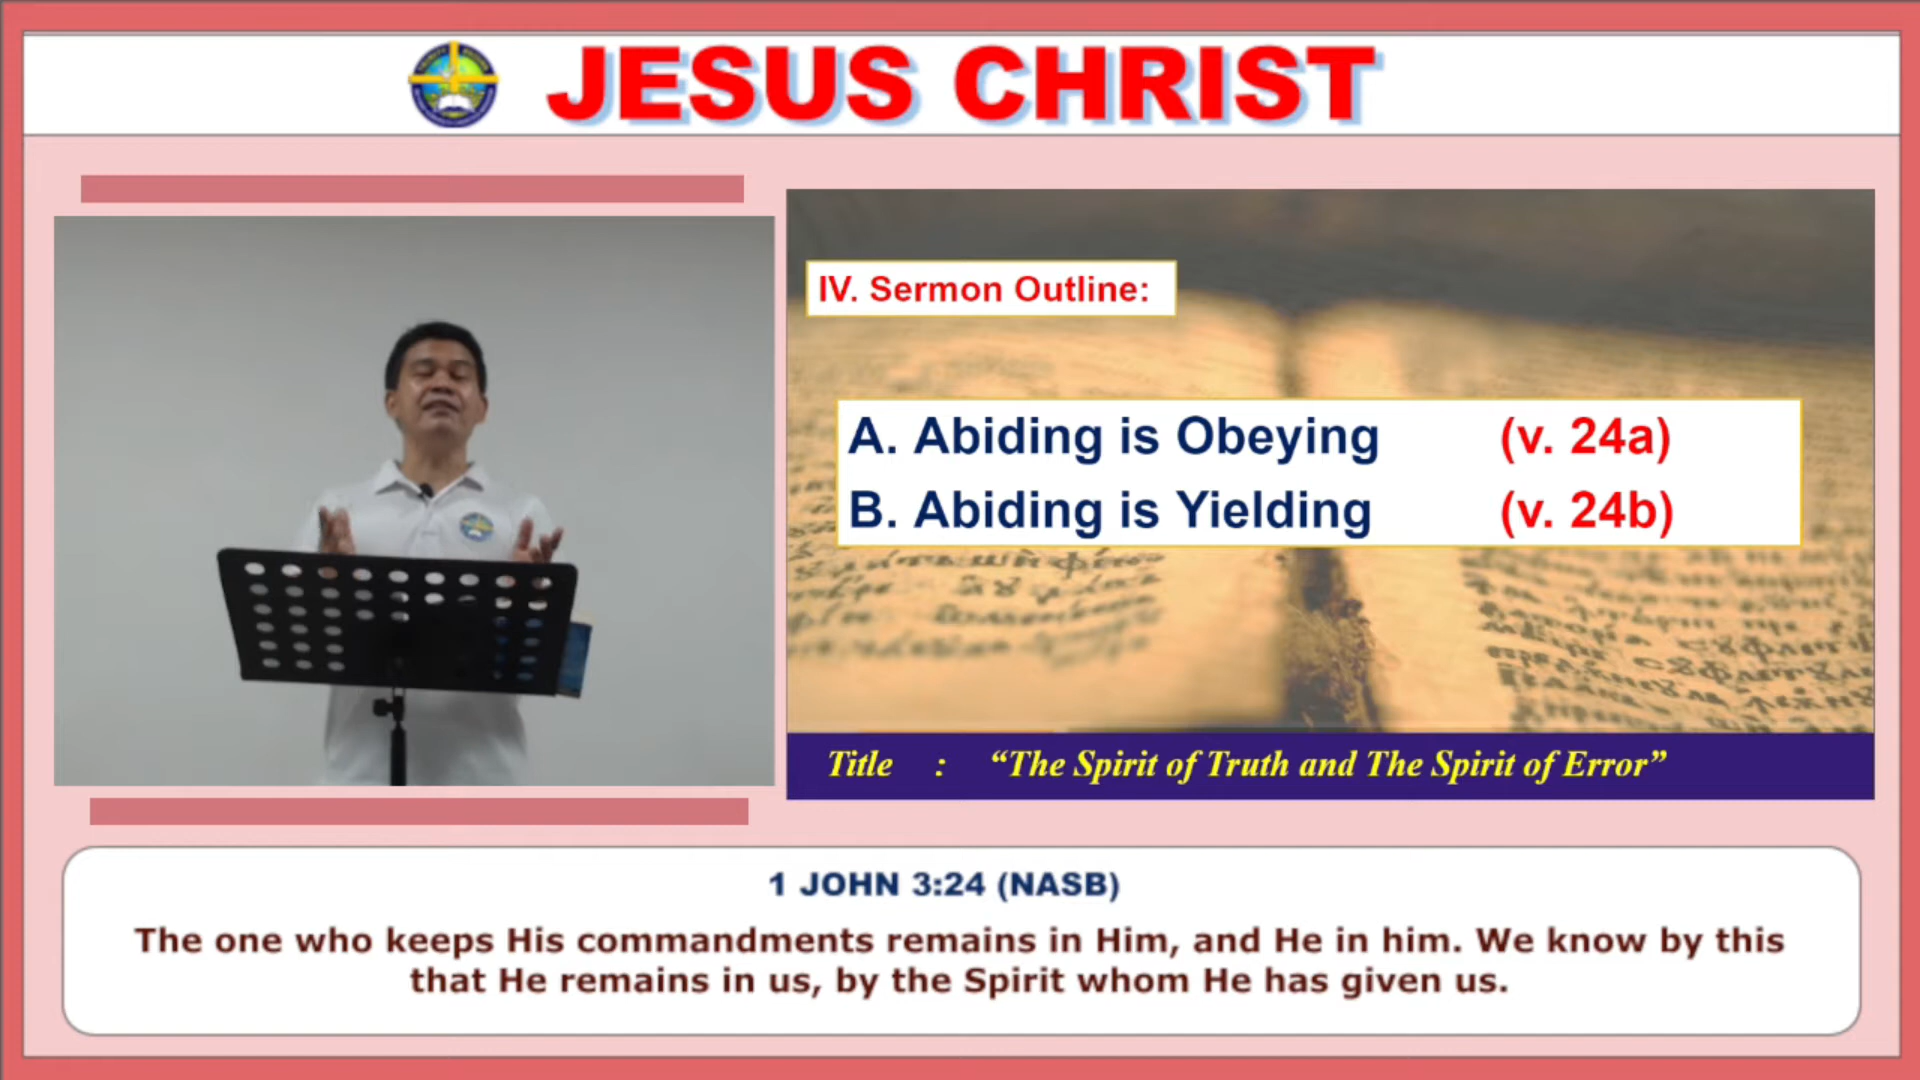 JESUS CHRIST
IV. Sermon Outline:
A. Abiding is Obeying (v. 24a)
B. Abiding is Yielding (v. 24b)
Title : “The Spirit of Truth and The Spirit of Error”
1 JOHN 3:24 (NASB)
The one who keeps His commandments remains in Him, and He in him. We know by this
that He remains in us, by the Spirit whom He has given us.